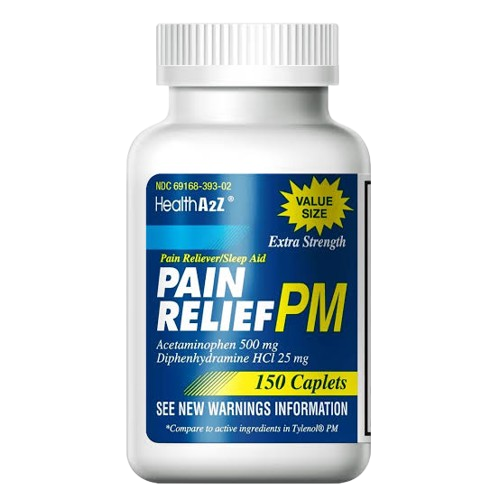 NDC 69168-393-02
HealthA2Z®
VALUE
SIZE
Extra Strength
Pain Reliever/Sleep Aid
PAIN
RELIEF PM
Acetaminophen 500 mg
Diphenhydramine HCl 25 mg
150 Caplets
SEE NEW WARNINGS INFORMATION
*Compare to active ingredients in Tylenol® PM